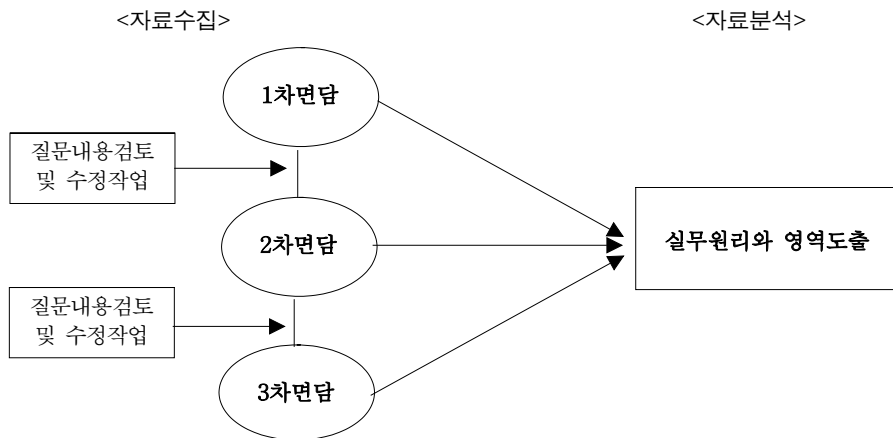 <자료수집>
<자료분석>
1차면담
질문내용검토
및 수정작업
2차면담
실무원리와 영역도출
질문내용검토
및 수정작업
3차면담